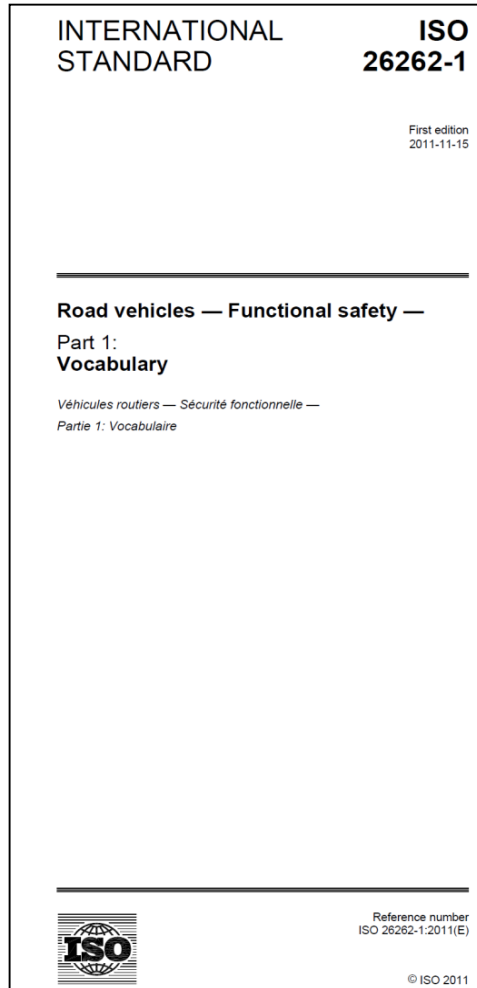 INTERNATIONAL STANDARD
ISO 26262-1
First edition
2011-11-15
Road vehicles — Functional safety —
Part 1:
Vocabulary
Véhicules routiers — Sécurité fonctionnelle —
Partie 1: Vocabulaire
ISO
Reference number
ISO 26262-1:2011(E)
© ISO 2011